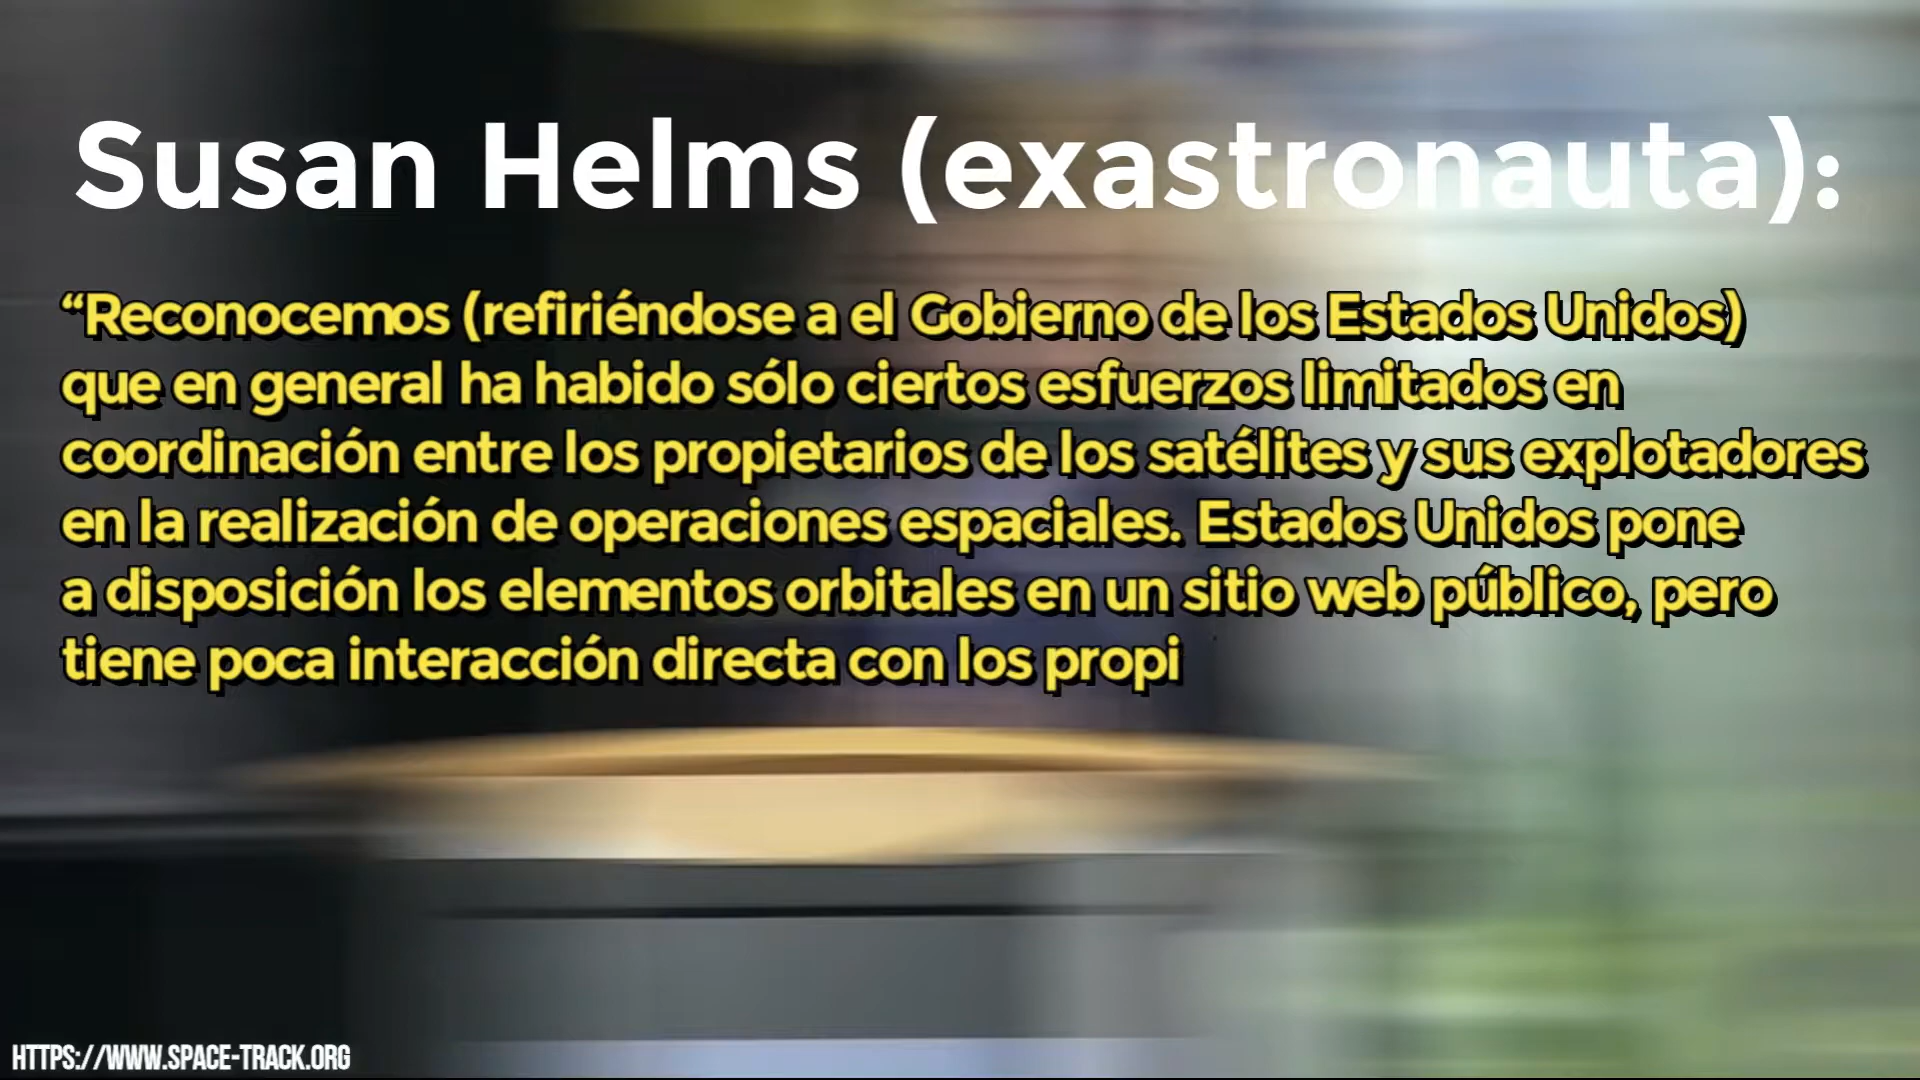 Susan Helms (exastronauta):
“Reconocemos (refiriéndose a el Gobierno de los Estados Unidos)
que en general ha habido sólo ciertos esfuerzos limitados en
coordinación entre los propietarios de los satélites y sus explotadores
en la realización de operaciones espaciales. Estados Unidos pone
a disposición los elementos orbitales en un sitio web público, pero
tiene poca interacción directa con los propi
HTTPS://WWW.SPACE-TRACK.ORG